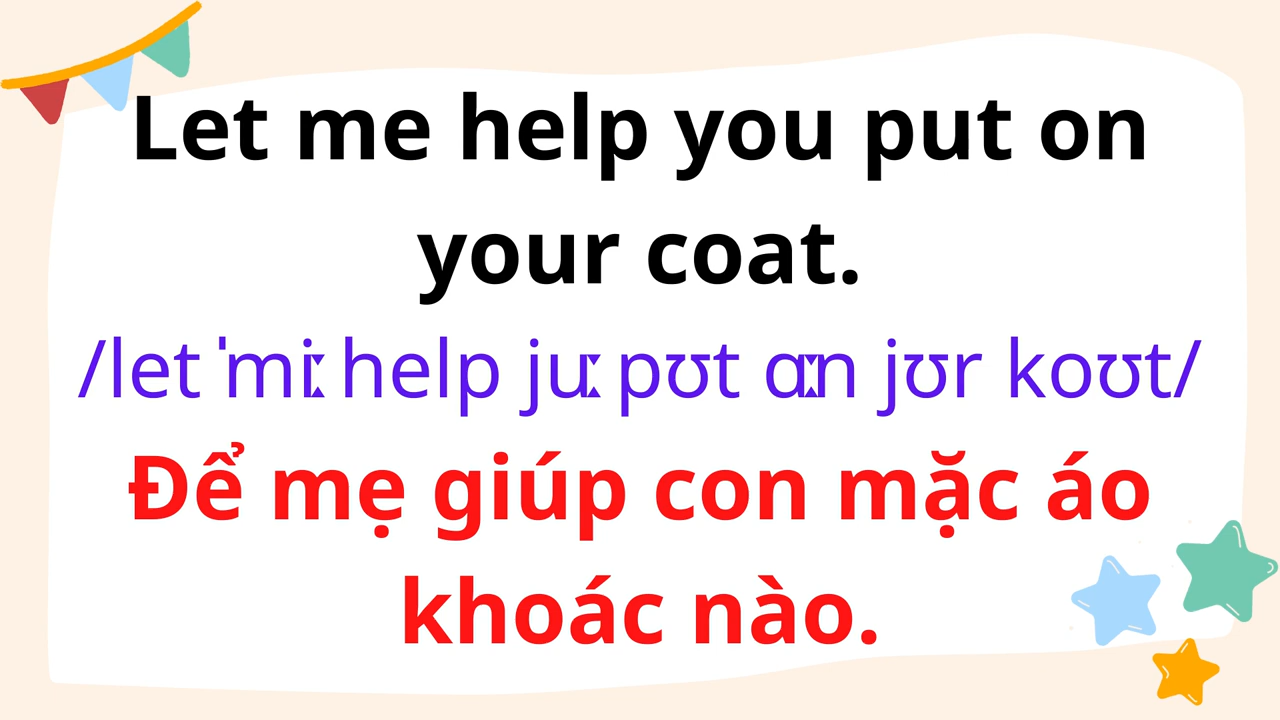 Let me help you put on
your coat.
/let ˈmiː help juː pʊt ɑːn jʊr koʊt/
Để mẹ giúp con mặc áo
khoác nào.